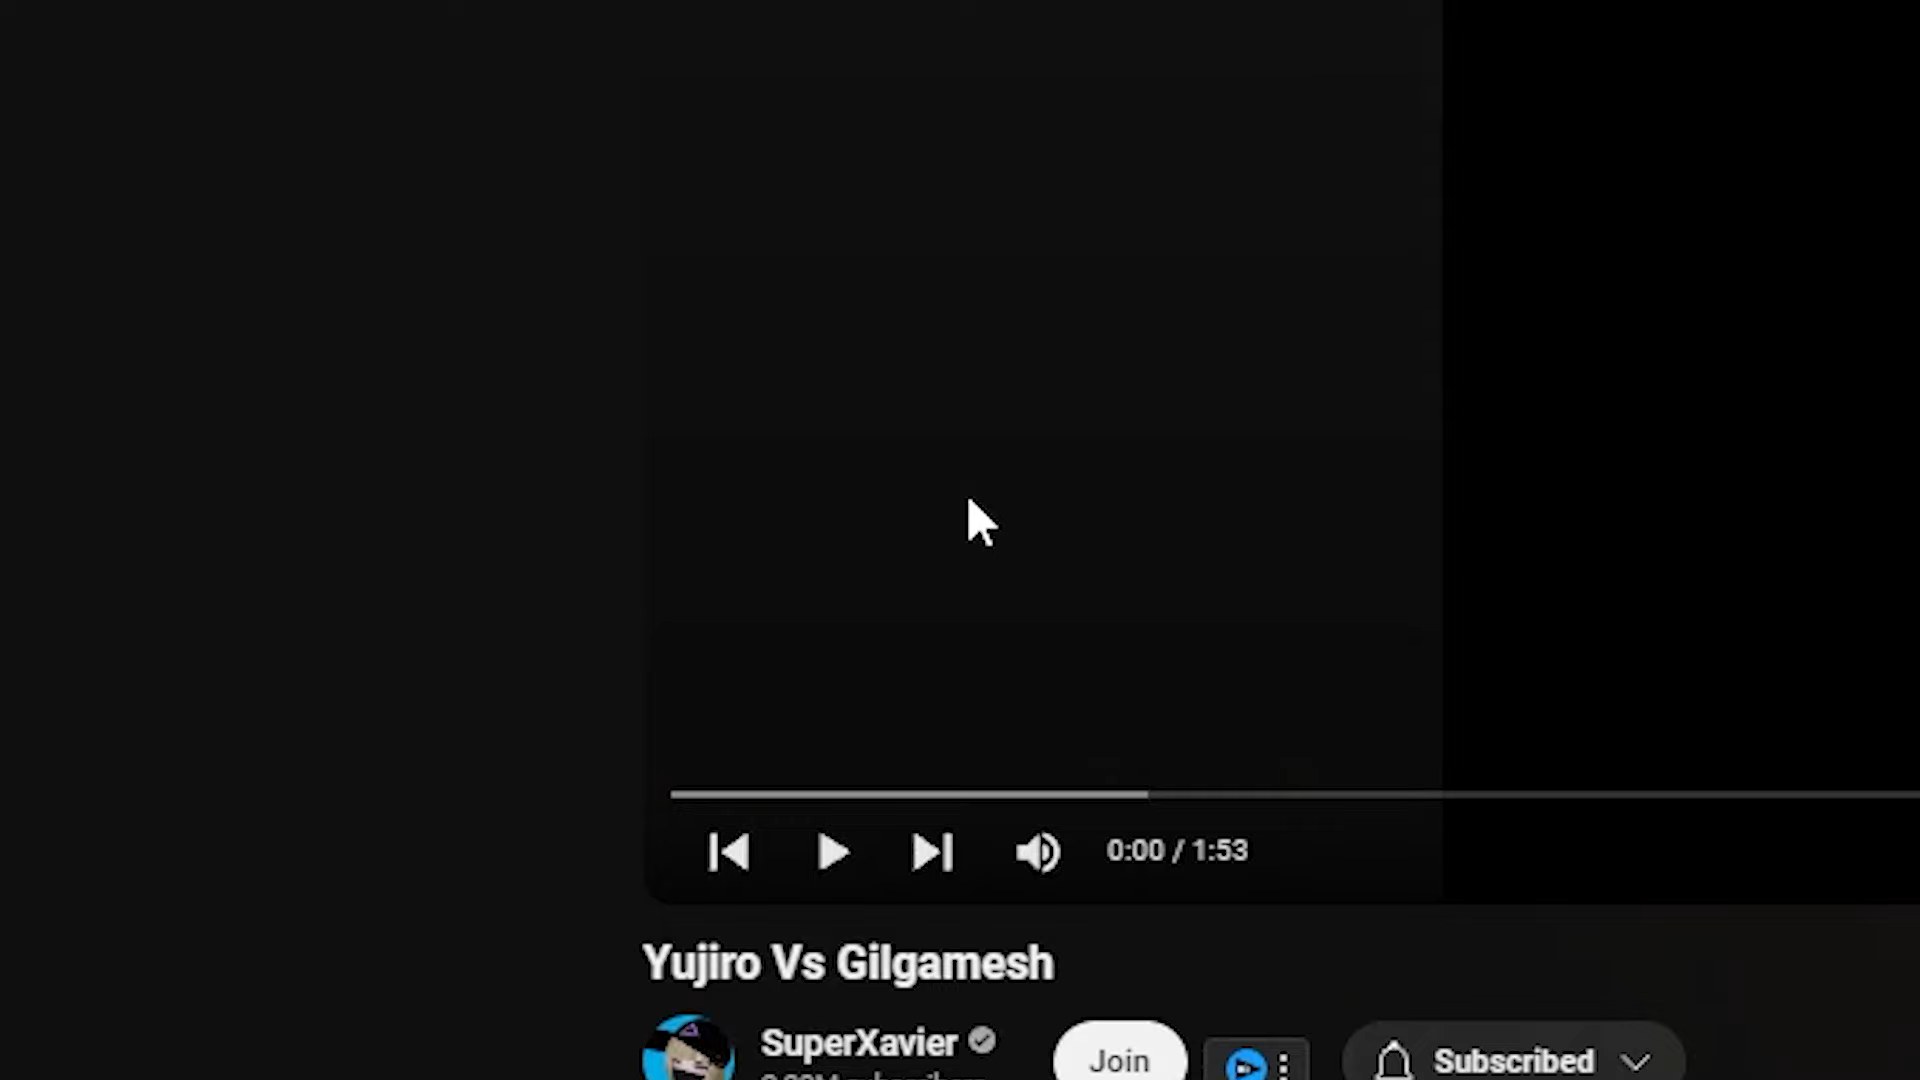 0:00 / 1:53
Yujiro Vs Gilgamesh
SuperXavier
Join
Subscribed